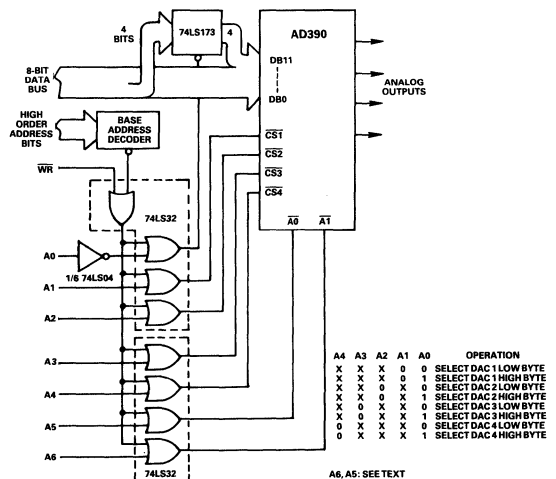 4 BITS
74LS173
4
AD390
DB11
DB0
8-BIT DATA BUS
ANALOG OUTPUTS
HIGH ORDER ADDRESS BITS
BASE ADDRESS DECODER
CS1
CS2
CS3
CS4
WR
A0 A1
74LS32
A0
1/6 74LS04
A1
A2
A3
A4
A5
A6
74LS32
A4 A3 A2 A1 A0 OPERATION
X X X 0 0 SELECT DAC 1 LOW BYTE
X X X 0 1 SELECT DAC 1 HIGH BYTE
X X 0 X 0 SELECT DAC 2 LOW BYTE
X X 0 X 1 SELECT DAC 2 HIGH BYTE
X 0 X X 0 SELECT DAC 3 LOW BYTE
X 0 X X 1 SELECT DAC 3 HIGH BYTE
0 X X X 0 SELECT DAC 4 LOW BYTE
0 X X X 1 SELECT DAC 4 HIGH BYTE
A6, A5: SEE TEXT